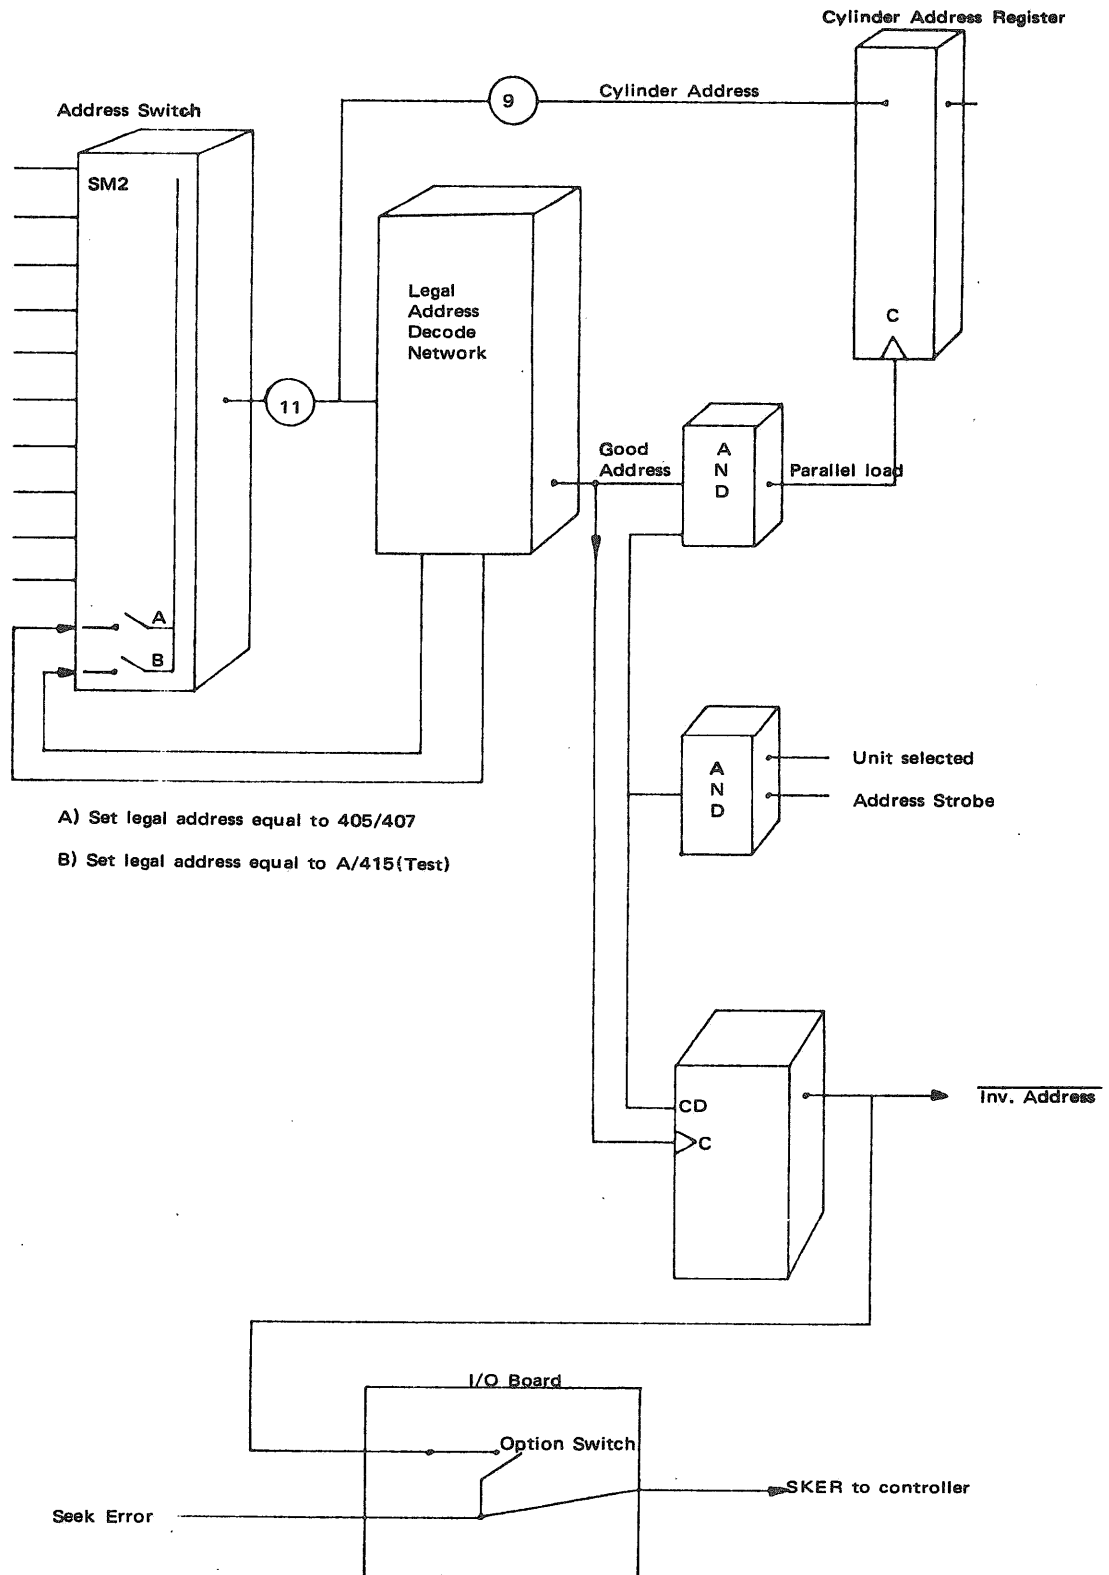 Cylinder Address Register
9
Cylinder Address
Address Switch
SM2
Legal
Address
Decode
Network
C
11
Good
Address
A
N
D
Parallel load
A
B
Unit selected
Address Strobe
A
N
D
A) Set legal address equal to 405/407
B) Set legal address equal to A/415(Test)
CD
C
Inv. Address
I/O Board
Option Switch
SKER to controller
Seek Error